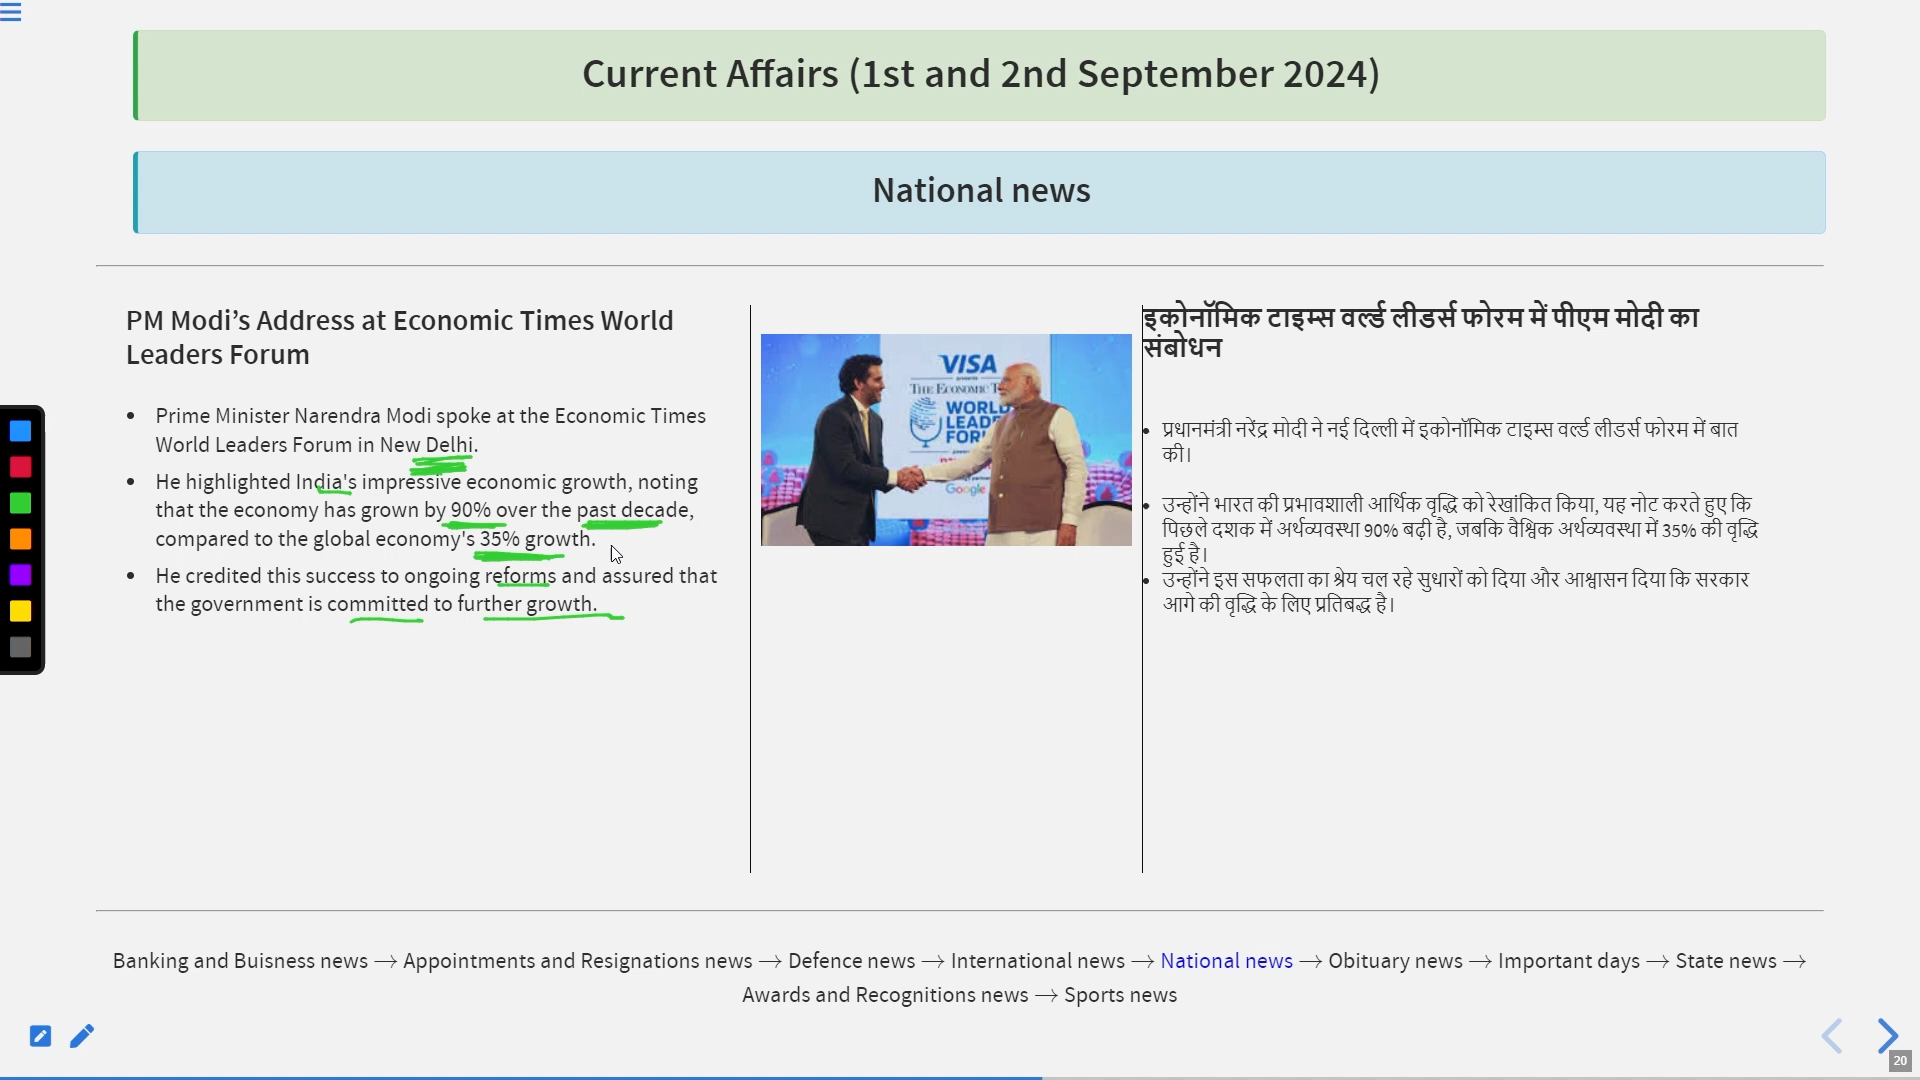 Current Affairs (1st and 2nd September 2024)
National news
PM Modi’s Address at Economic Times World
Leaders Forum
• Prime Minister Narendra Modi spoke at the Economic Times
World Leaders Forum in New Delhi.
• He highlighted India's impressive economic growth, noting
that the economy has grown by 90% over the past decade,
compared to the global economy's 35% growth.
• He credited this success to ongoing reforms and assured that
the government is committed to further growth.
VISA
presents
THE ECONOMIC T
WORLD
LEAD
FORU
Google
इकोनॉमिक टाइम्स वर्ल्ड लीडर्स फोरम में पीएम मोदी का
संबोधन
• प्रधानमंत्री नरेंद्र मोदी ने नई दिल्ली में इकोनॉमिक टाइम्स वर्ल्ड लीडर्स फोरम में बात
की।
• उन्होंने भारत की प्रभावशाली आर्थिक वृद्धि को रेखांकित किया, यह नोट करते हुए कि
पिछले दशक में अर्थव्यवस्था 90% बढ़ी है, जबकि वैश्विक अर्थव्यवस्था में 35% की वृद्धि
हुई है।
• उन्होंने इस सफलता का श्रेय चल रहे सुधारों को दिया और आश्वासन दिया कि सरकार
आगे की वृद्धि के लिए प्रतिबद्ध है।
Banking and Buisness news → Appointments and Resignations news → Defence news → International news → National news → Obituary news → Important days → State news →
Awards and Recognitions news → Sports news
20